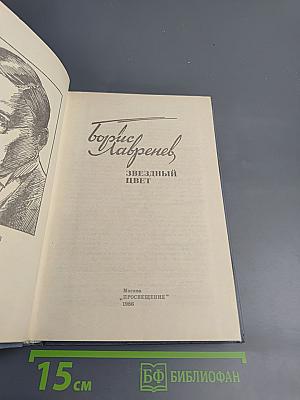 Борис
Лавренев
ЗВЕЗДНЫЙ
ЦВЕТ
Москва
„ПРОСВЕЩЕНИЕ"
1986
15 см
БФ БИБЛИОФАН